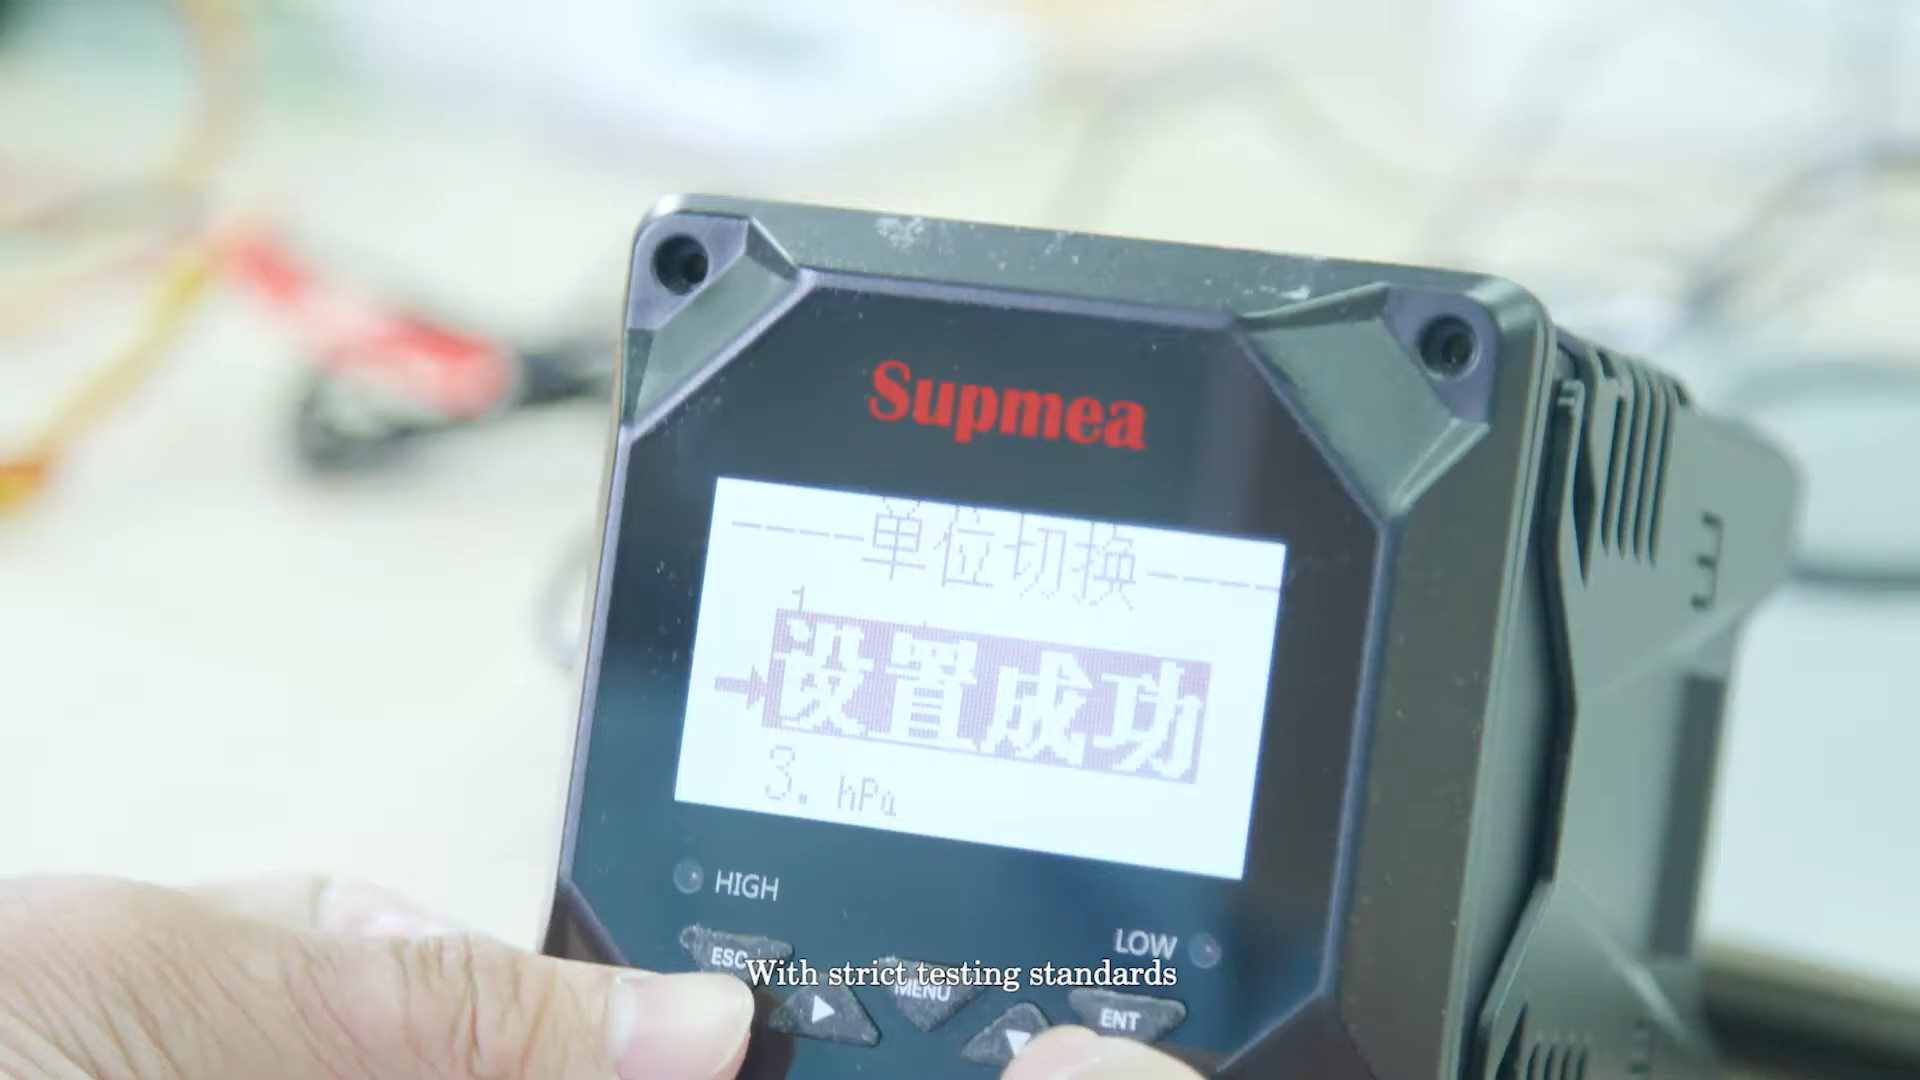 Supmea
----单位切换----
1
设置成功
3. hPa
HIGH
LOW
ESC
MENU
ENT
With strict testing standards